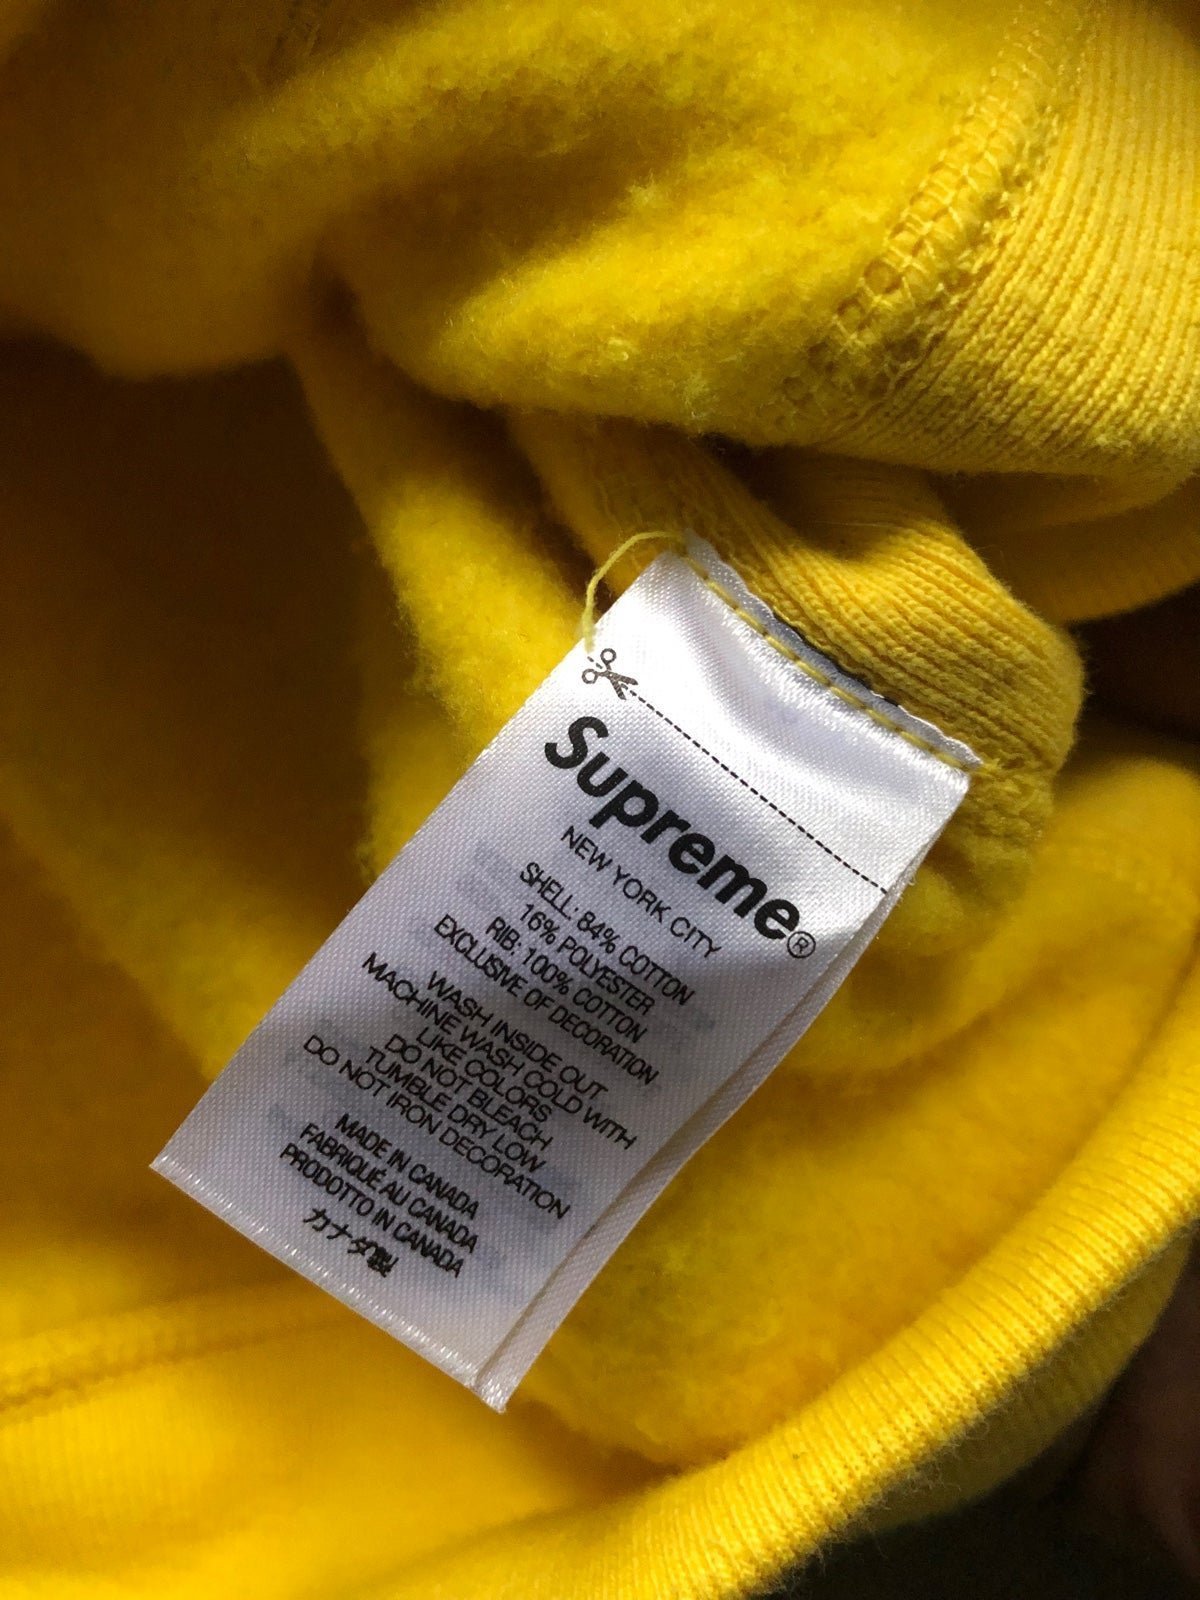 Supreme®
NEW YORK CITY
SHELL: 84% COTTON
16% POLYESTER
RIB: 100% COTTON
EXCLUSIVE OF DECORATION
WASH INSIDE OUT
MACHINE WASH COLD WITH
LIKE COLORS
DO NOT BLEACH
TUMBLE DRY LOW
DO NOT IRON DECORATION
MADE IN CANADA
FABRIQUÉ AU CANADA
PRODOTTO IN CANADA
カナダ製